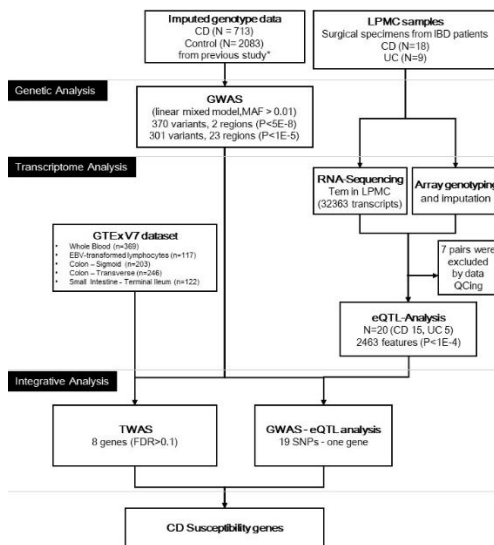 Imputed genotype data
CD (N = 713)
Control (N= 2083)
from previous study*
LPMC samples
Surgical specimens from IBD patients
CD (N=18)
UC (N=9)
Genetic Analysis
GWAS
(linear mixed model,MAF > 0.01)
370 variants, 2 regions (P<5E-8)
301 variants, 23 regions (P<1E-5)
Transcriptome Analysis
RNA-Sequencing
Tem in LPMC
(32363 transcripts)
Array genotyping
and imputation
GTEx V7 dataset
• Whole Blood (n=369)
• EBV-transformed lymphocytes (n=117)
• Colon – Sigmoid (n=203)
• Colon – Transverse (n=246)
• Small Intestine - Terminal Ileum (n=122)
7 pairs were
excluded
by data
QCing
eQTL-Analysis
N=20 (CD 15, UC 5)
2463 features (P<1E-4)
Integrative Analysis
TWAS
8 genes (FDR>0.1)
GWAS - eQTL analysis
19 SNPs - one gene
CD Susceptibility genes